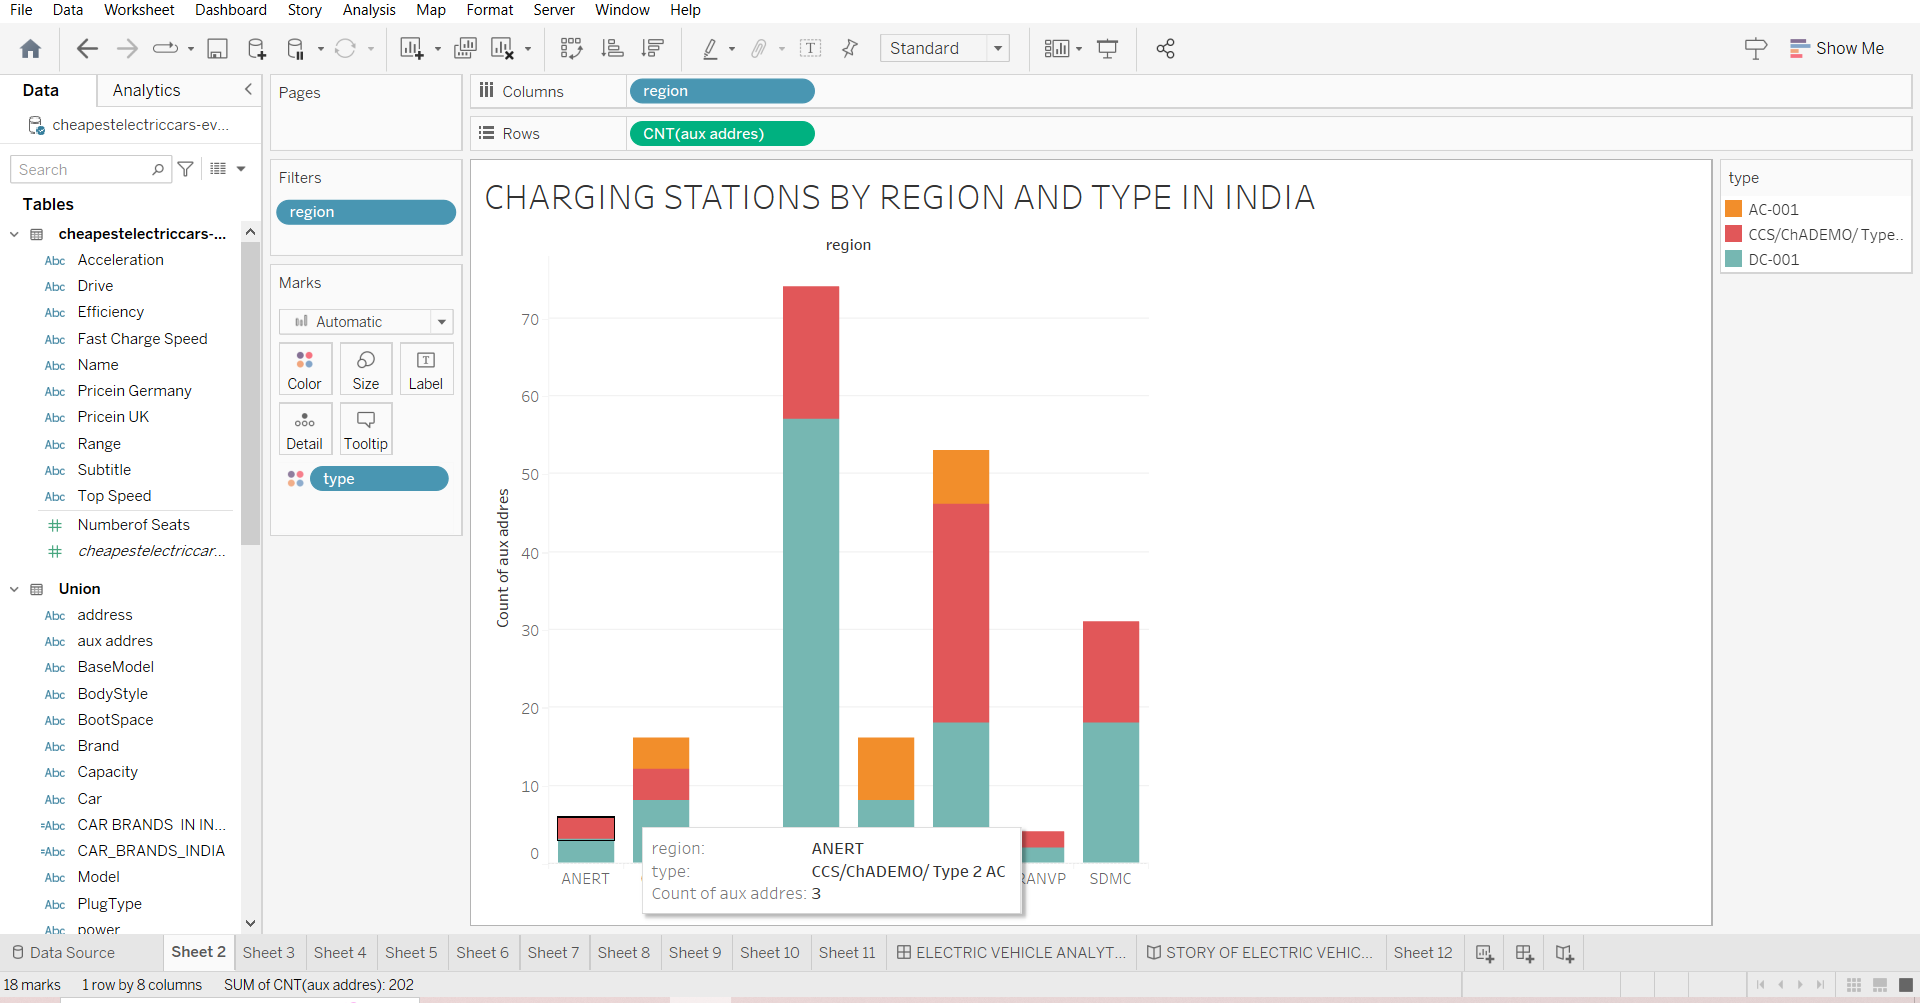 File Data Worksheet Dashboard Story Analysis Map Format Server Window Help
Standard
Show Me
Data Analytics
cheapestelectriccars-ev...
Search
Tables
cheapestelectriccars-...
Abc Acceleration
Abc Drive
Abc Efficiency
Abc Fast Charge Speed
Abc Name
Abc Pricein Germany
Abc Pricein UK
Abc Range
Abc Subtitle
Abc Top Speed
# Numberof Seats
# cheapestelectriccar...
Union
Abc address
Abc aux addres
Abc BaseModel
Abc BodyStyle
Abc BootSpace
Abc Brand
Abc Capacity
Abc Car
=Abc CAR BRANDS IN IN...
=Abc CAR_BRANDS_INDIA
Abc Model
Abc PlugType
Abc power
Pages
Filters
region
Marks
Automatic
Color Size Label
Detail Tooltip
type
Columns region
Rows CNT(aux addres)
CHARGING STATIONS BY REGION AND TYPE IN INDIA
region
Count of aux addres
70
60
50
40
30
20
10
0
ANERT RANVP SDMC
region: ANERT
type: CCS/ChADEMO/ Type 2 AC
Count of aux addres: 3
type
AC-001
CCS/ChADEMO/ Type..
DC-001
Data Source Sheet 2 Sheet 3 Sheet 4 Sheet 5 Sheet 6 Sheet 7 Sheet 8 Sheet 9 Sheet 10 Sheet 11 ELECTRIC VEHICLE ANALYT... STORY OF ELECTRIC VEHIC... Sheet 12
18 marks 1 row by 8 columns SUM of CNT(aux addres): 202